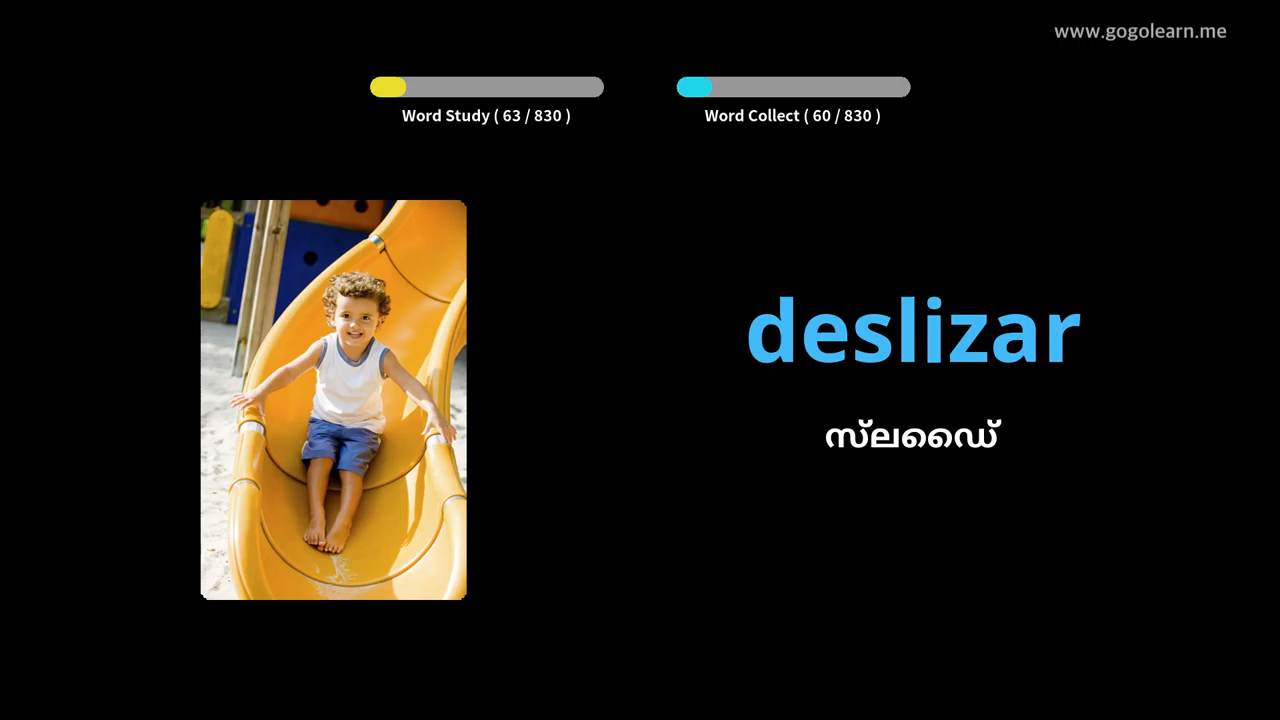 www.gogolearn.me
Word Study ( 63 / 830 )
Word Collect ( 60 / 830 )
deslizar
സ്ലൈഡ്